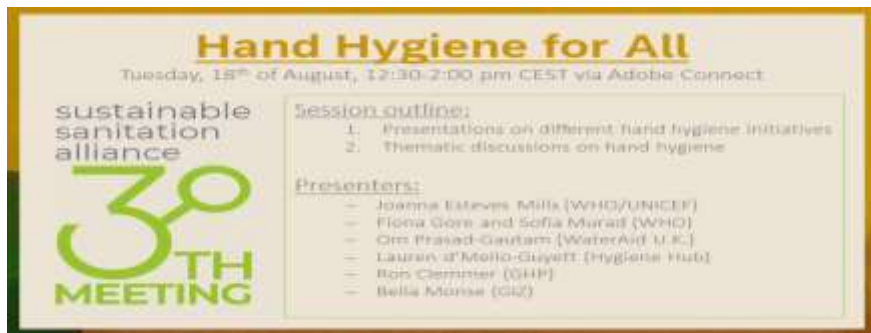 Hand Hygiene for All
Tuesday, 18th of August, 12:30-2:00 pm CEST via Adobe Connect
sustainable
sanitation
alliance
30
TH
MEETING
Session outline:
1. Presentations on different hand hygiene initiatives
2. Thematic discussions on hand hygiene
Presenters:
– Joanna Esteves Mills (WHO/UNICEF)
– Fiona Gore and Sofia Murad (WHO)
– Om Prasad-Gautam (WaterAid U.K.)
– Lauren d'Mello-Guyett (Hygiene Hub)
– Ron Clemmer (GHP)
– Bella Monse (GIZ)